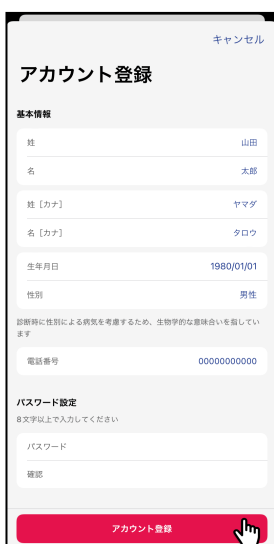 キャンセル
アカウント登録
基本情報
姓 山田
名 太郎
姓 [カナ] ヤマダ
名 [カナ] タロウ
生年月日 1980/01/01
性別 男性
診断時に性別による病気を考慮するため、生物学的な意味合いを指してい
ます
電話番号 00000000000
パスワード設定
8文字以上で入力してください
パスワード
確認
アカウント登録